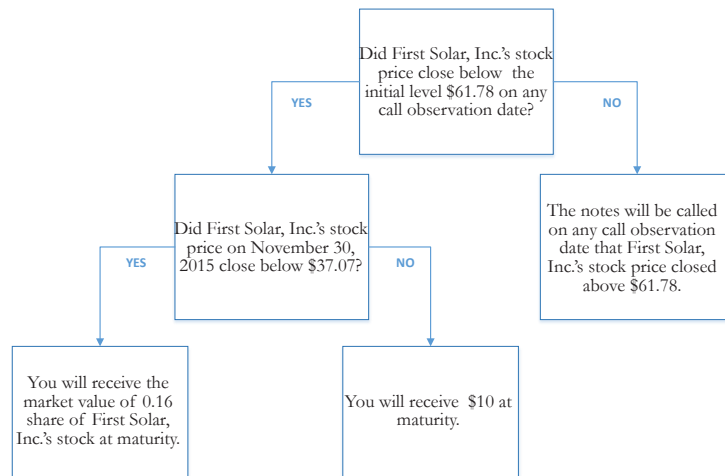 Did First Solar, Inc.'s stock
price close below the
initial level $61.78 on any
call observation date?
YES
NO
Did First Solar, Inc.'s stock
price on November 30,
2015 close below $37.07?
The notes will be called
on any call observation
date that First Solar,
Inc.'s stock price closed
above $61.78.
YES
NO
You will receive the
market value of 0.16
share of First Solar,
Inc.'s stock at maturity.
You will receive $10 at
maturity.